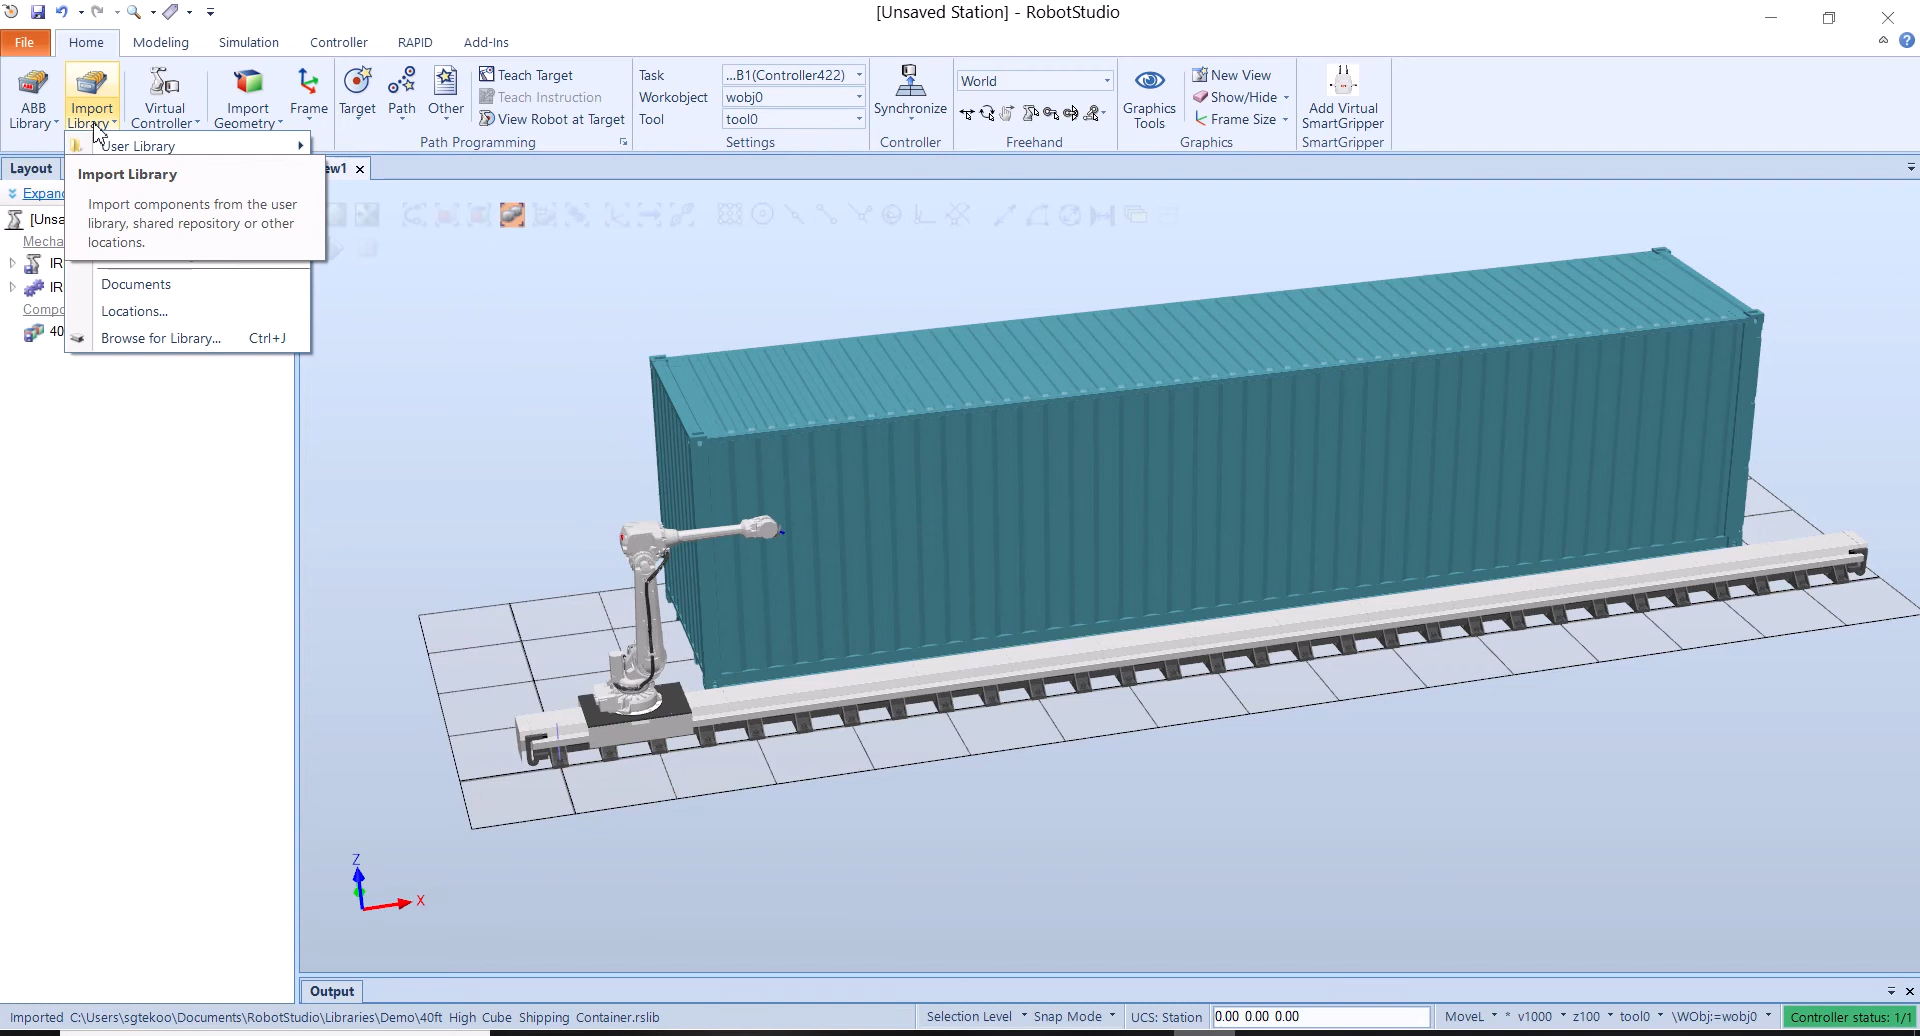 [Unsaved Station] - RobotStudio
File Home Modeling Simulation Controller RAPID Add-Ins
ABB Library
Import Library
Virtual Controller
Import Geometry
Frame
Target
Path
Other
Teach Target
Teach Instruction
View Robot at Target
Path Programming
Task ...B1(Controller422)
Workobject wobj0
Tool tool0
Settings
Synchronize
Controller
World
Freehand
Graphics Tools
New View
Show/Hide
Frame Size
Graphics
Add Virtual SmartGripper
SmartGripper
User Library
Layout
ew1
Import Library
Import components from the user
library, shared repository or other
locations.
Expand
[Unsa
Mecha
IR
IR
Compo
40
Documents
Locations...
Browse for Library... Ctrl+J
Z
X
Output
Imported C:\Users\sgtekoo\Documents\RobotStudio\Libraries\Demo\40ft High Cube Shipping Container.rslib
Selection Level Snap Mode UCS: Station 0.00 0.00 0.00 MoveL * v1000 z100 tool0 \WObj:=wobj0 Controller status: 1/1